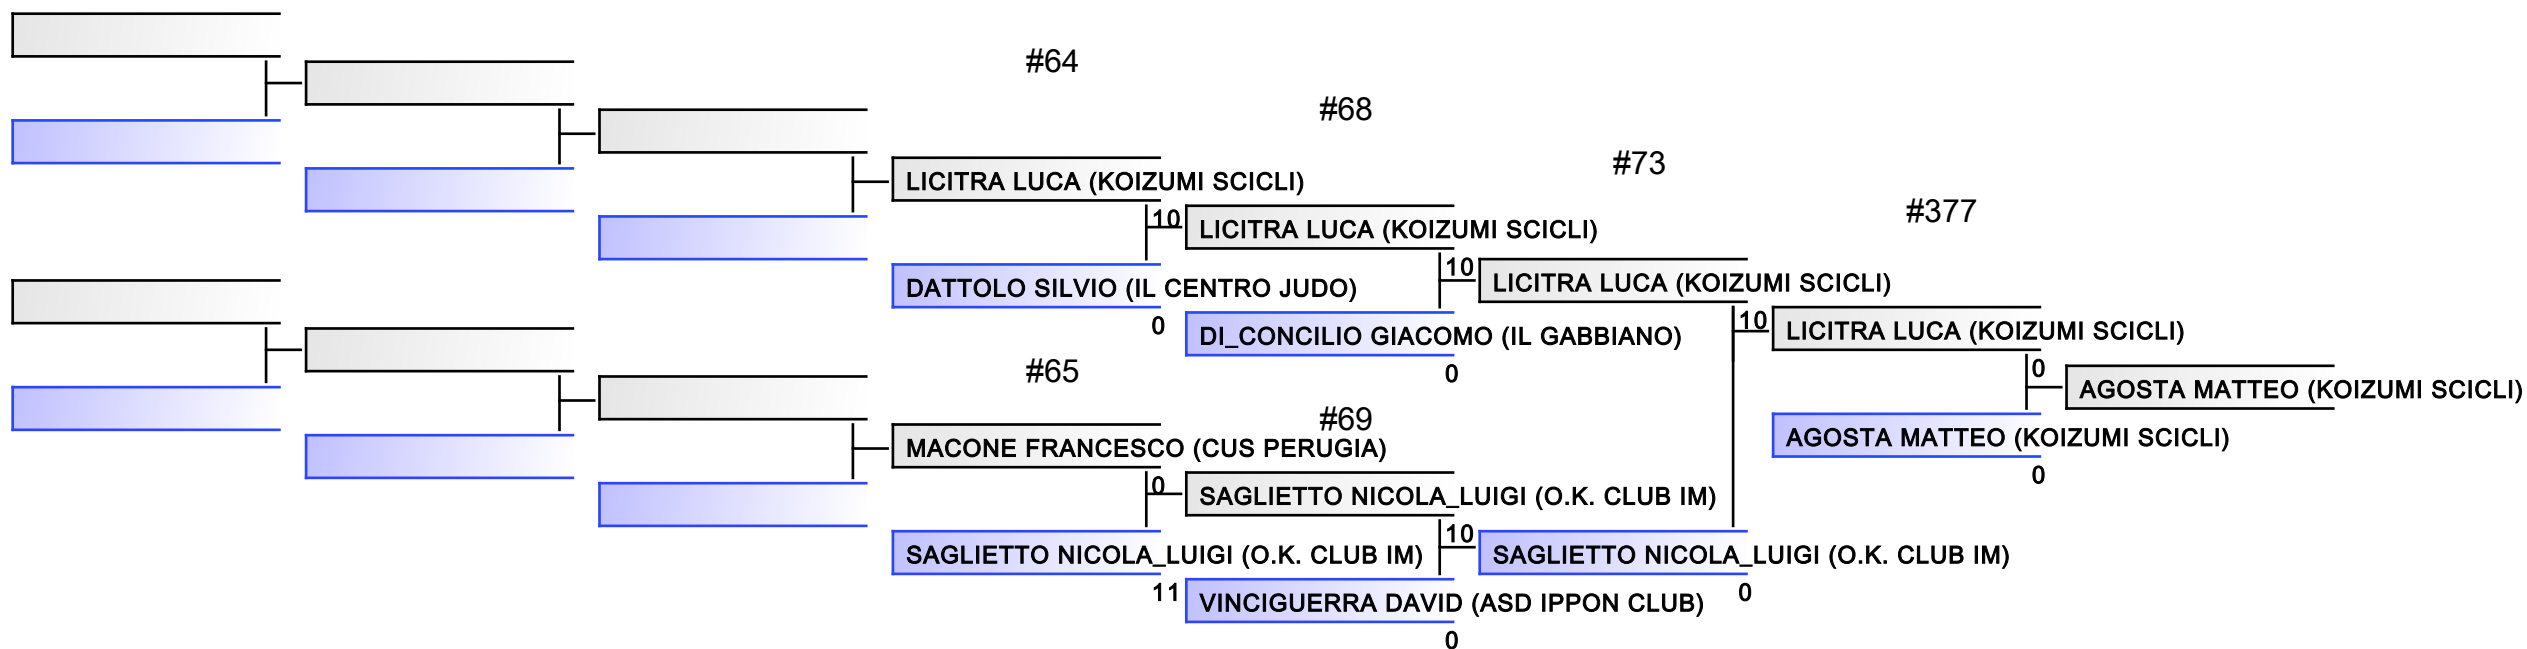 #64
#68
#73
LICITRA LUCA (KOIZUMI SCICLI)
#377
10
LICITRA LUCA (KOIZUMI SCICLI)
10
LICITRA LUCA (KOIZUMI SCICLI)
DATTOLO SILVIO (IL CENTRO JUDO)
0
10
LICITRA LUCA (KOIZUMI SCICLI)
DI_CONCILIO GIACOMO (IL GABBIANO)
0
#65
0
AGOSTA MATTEO (KOIZUMI SCICLI)
#69
AGOSTA MATTEO (KOIZUMI SCICLI)
0
MACONE FRANCESCO (CUS PERUGIA)
0
SAGLIETTO NICOLA_LUIGI (O.K. CLUB IM)
10
SAGLIETTO NICOLA_LUIGI (O.K. CLUB IM)
SAGLIETTO NICOLA_LUIGI (O.K. CLUB IM)
11
0
VINCIGUERRA DAVID (ASD IPPON CLUB)
0